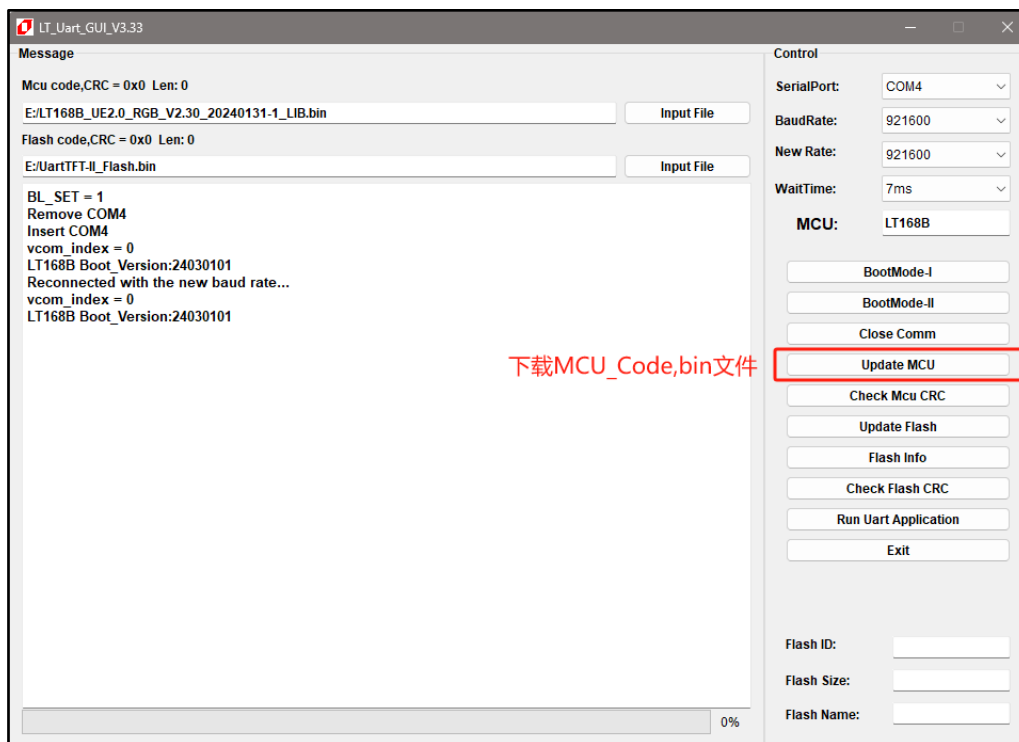 LT_Uart_GUI_V3.33
Message
Mcu code,CRC = 0x0 Len: 0
E:/LT168B_UE2.0_RGB_V2.30_20240131-1_LIB.bin
Input File
Flash code,CRC = 0x0 Len: 0
E:/UartTFT-II_Flash.bin
Input File
BL_SET = 1
Remove COM4
Insert COM4
vcom_index = 0
LT168B Boot_Version:24030101
Reconnected with the new baud rate...
vcom_index = 0
LT168B Boot_Version:24030101
下载MCU_Code,bin文件
0%
Control
SerialPort: COM4
BaudRate: 921600
New Rate: 921600
WaitTime: 7ms
MCU: LT168B
BootMode-I
BootMode-II
Close Comm
Update MCU
Check Mcu CRC
Update Flash
Flash Info
Check Flash CRC
Run Uart Application
Exit
Flash ID:
Flash Size:
Flash Name: